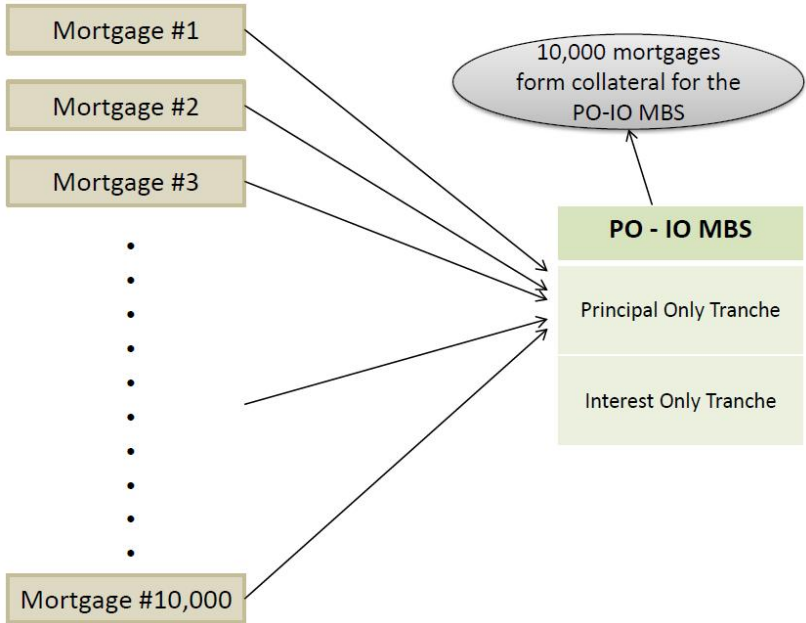 Mortgage #1
Mortgage #2
Mortgage #3
Mortgage #10,000
10,000 mortgages
form collateral for the
PO-IO MBS
PO - IO MBS
Principal Only Tranche
Interest Only Tranche